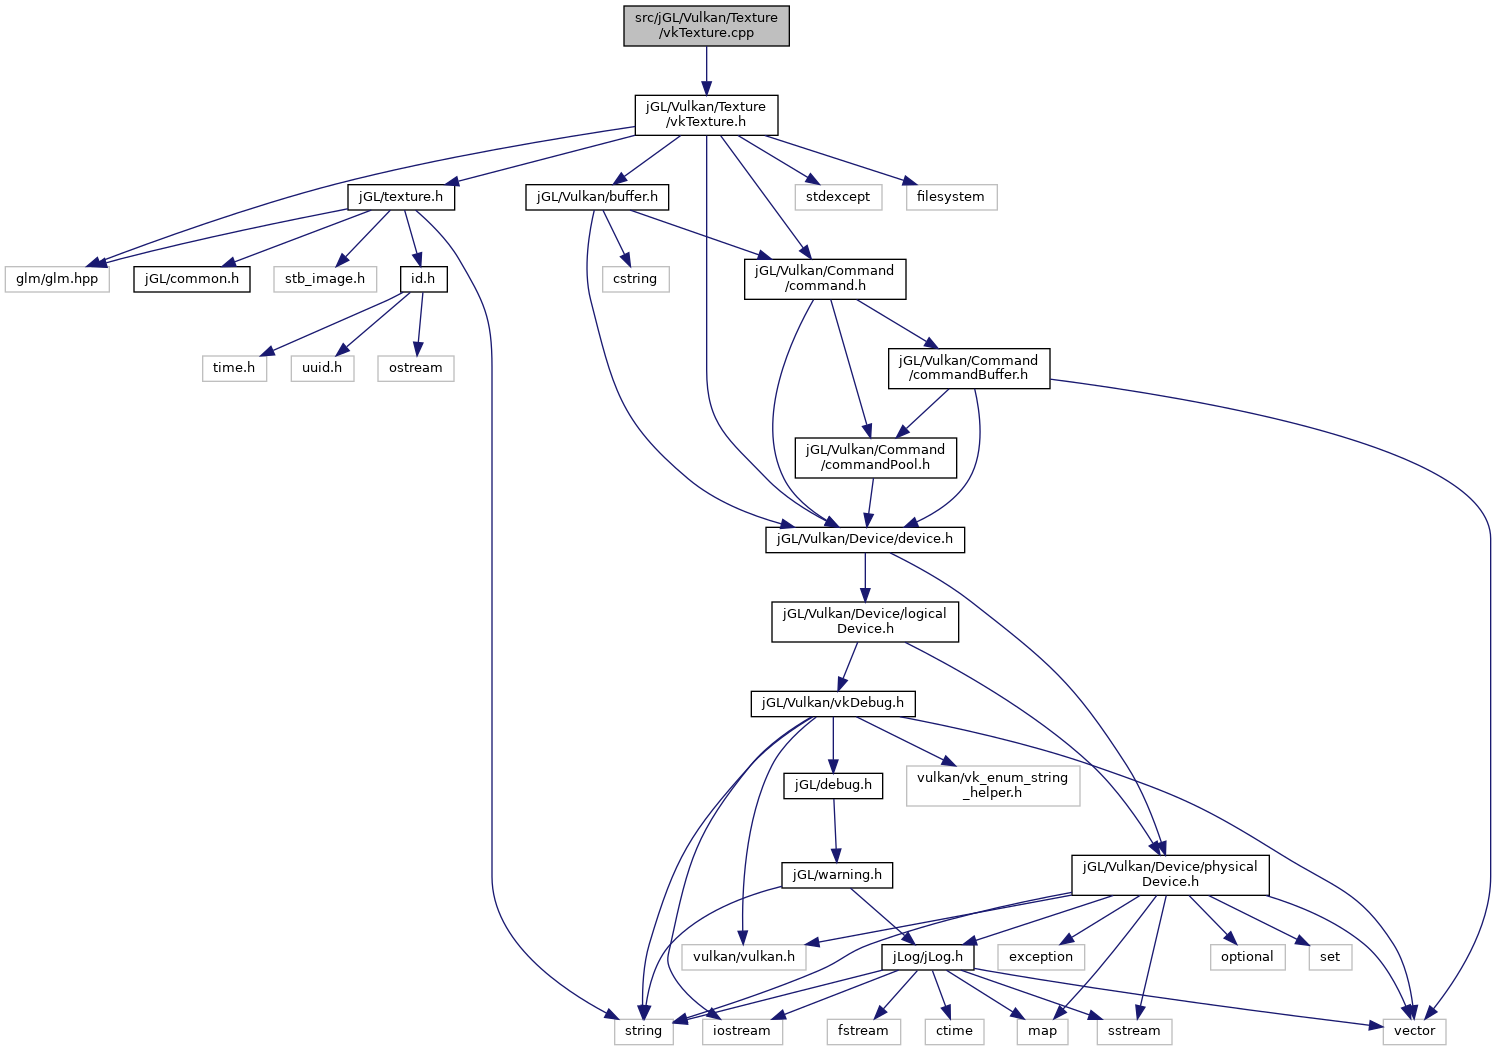 src/jGL/Vulkan/Texture
/vkTexture.cpp
jGL/Vulkan/Texture
/vkTexture.h
jGL/texture.h
jGL/Vulkan/buffer.h
stdexcept
filesystem
glm/glm.hpp
jGL/common.h
stb_image.h
id.h
cstring
jGL/Vulkan/Command
/command.h
time.h
uuid.h
ostream
jGL/Vulkan/Command
/commandBuffer.h
jGL/Vulkan/Command
/commandPool.h
jGL/Vulkan/Device/device.h
jGL/Vulkan/Device/logical
Device.h
jGL/Vulkan/vkDebug.h
jGL/debug.h
vulkan/vk_enum_string
_helper.h
jGL/warning.h
jGL/Vulkan/Device/physical
Device.h
vulkan/vulkan.h
jLog/jLog.h
exception
optional
set
string
iostream
fstream
ctime
map
sstream
vector